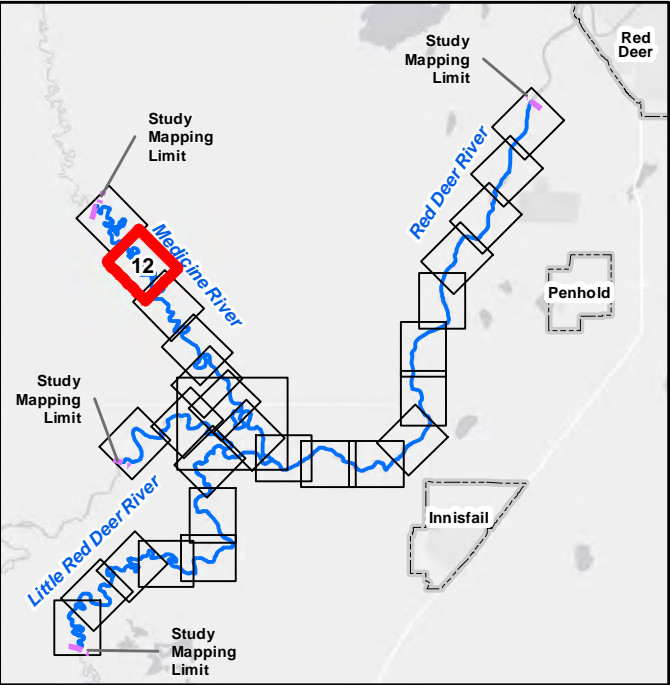 Red
Deer
Study
Mapping
Limit
Study
Mapping
Limit
Red Deer River
Medicine River
12
Penhold
Study
Mapping
Limit
Innisfail
Little Red Deer River
Study
Mapping
Limit